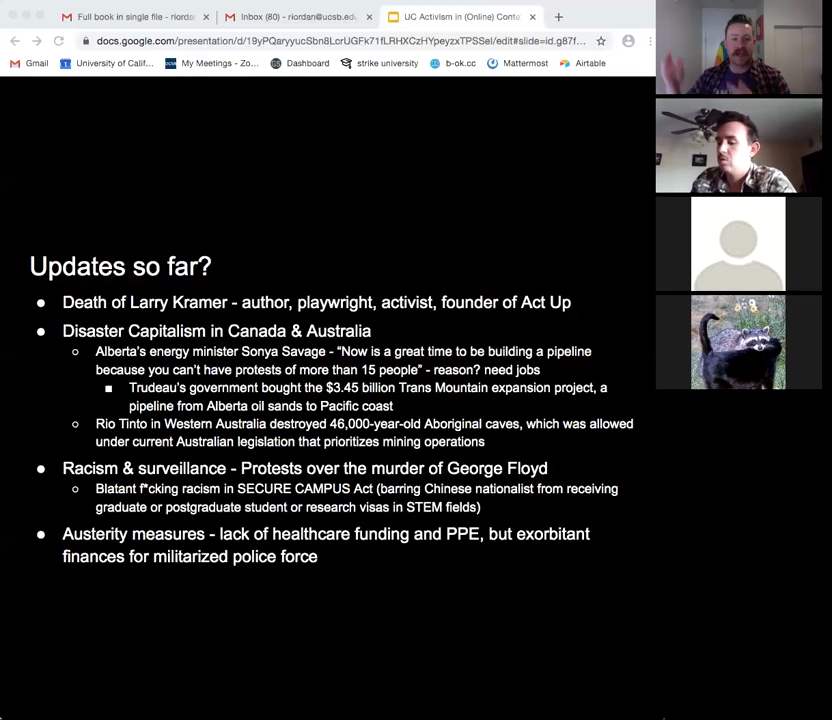 Full book in single file - riordan
Inbox (80) - riordan@ucsb.edu
UC Activism in (Online) Conte
docs.google.com/presentation/d/19yPQaryyucSbn8LcrUGFk71fLRHXCzHYpeyzxTPSSeI/edit#slide=id.g87f...
Gmail University of Calif... My Meetings - Zo... Dashboard strike university b-ok.cc Mattermost Airtable
Updates so far?
● Death of Larry Kramer - author, playwright, activist, founder of Act Up
● Disaster Capitalism in Canada & Australia
○ Alberta's energy minister Sonya Savage - “Now is a great time to be building a pipeline
because you can't have protests of more than 15 people” - reason? need jobs
■ Trudeau's government bought the $3.45 billion Trans Mountain expansion project, a
pipeline from Alberta oil sands to Pacific coast
○ Rio Tinto in Western Australia destroyed 46,000-year-old Aboriginal caves, which was allowed
under current Australian legislation that prioritizes mining operations
● Racism & surveillance - Protests over the murder of George Floyd
○ Blatant f*cking racism in SECURE CAMPUS Act (barring Chinese nationalist from receiving
graduate or postgraduate student or research visas in STEM fields)
● Austerity measures - lack of healthcare funding and PPE, but exorbitant
finances for militarized police force